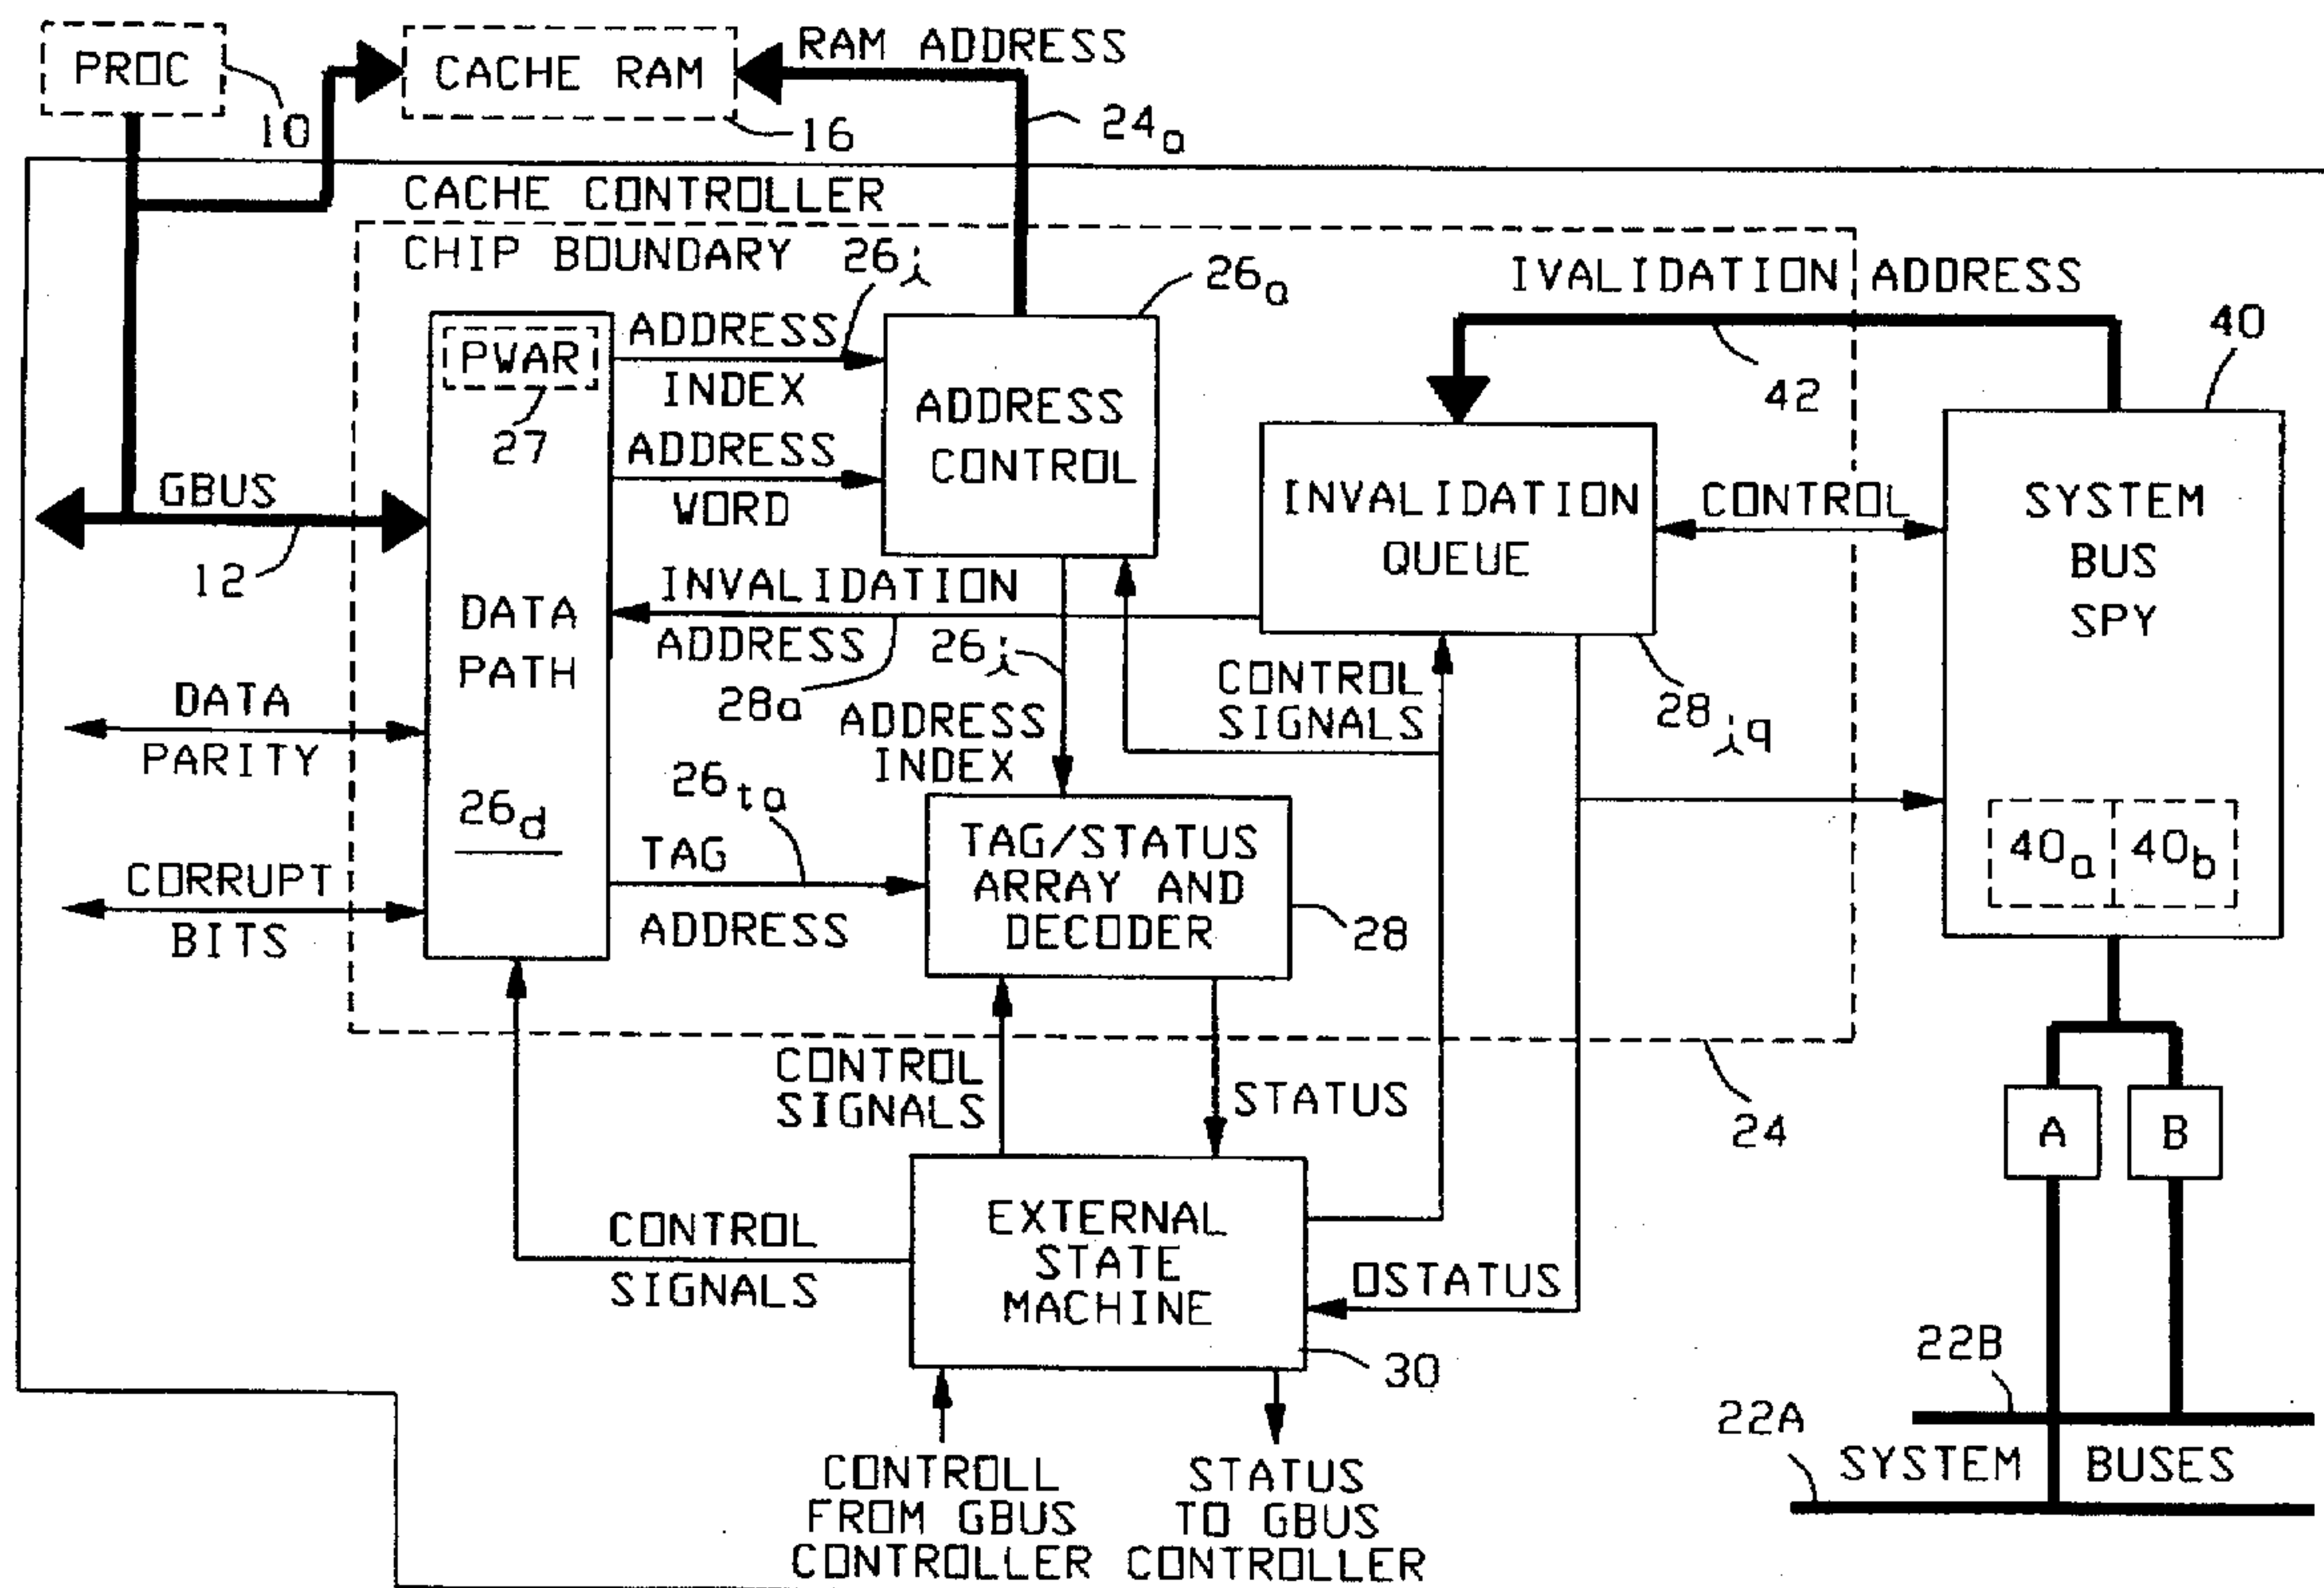 PROC
10
CACHE RAM
16
RAM ADDRESS
24a
CACHE CONTROLLER
CHIP BOUNDARY
26i
26a
IVALIDATION ADDRESS
42
40
PWAR
27
ADDRESS
INDEX
ADDRESS
WORD
ADDRESS
CONTROL
GBUS
12
INVALIDATION
QUEUE
CONTROL
SYSTEM
BUS
SPY
DATA
PATH
26d
INVALIDATION
ADDRESS
28a
26i
ADDRESS
INDEX
CONTROL
SIGNALS
28iq
DATA
PARITY
26ta
TAG
ADDRESS
TAG/STATUS
ARRAY AND
DECODER
28
40a
40b
CORRUPT
BITS
CONTROL
SIGNALS
STATUS
24
A
B
CONTROL
SIGNALS
EXTERNAL
STATE
MACHINE
30
OSTATUS
22B
22A
SYSTEM BUSES
CONTROLL
FROM GBUS
CONTROLLER
STATUS
TO GBUS
CONTROLLER